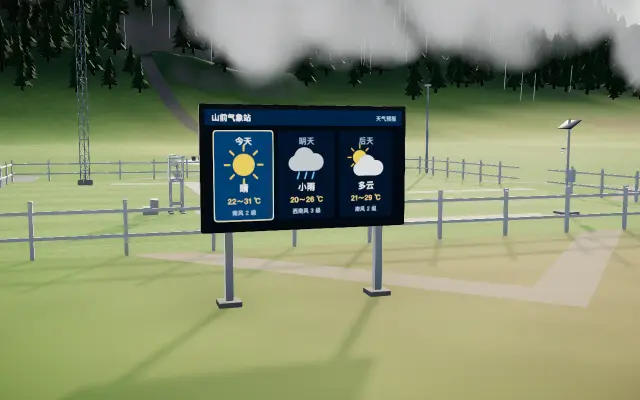 山前气象站
天气预报
今天
晴
22～31 ℃
南风 2 级
明天
小雨
20～26 ℃
西南风 3 级
后天
多云
21～29 ℃
南风 2 级